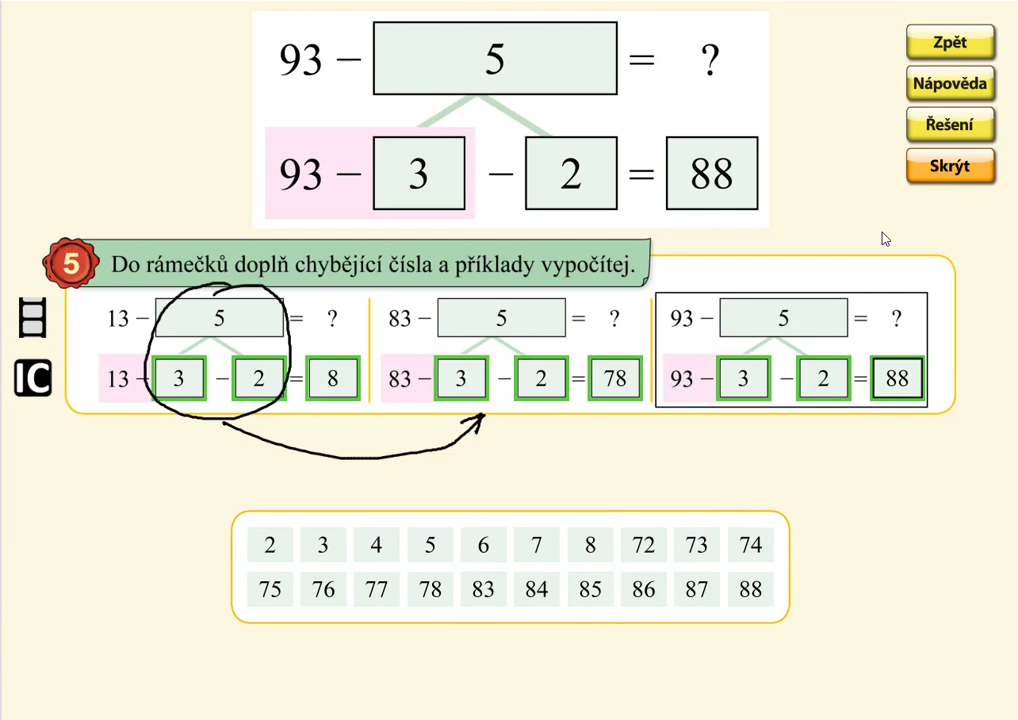 93 − 5 = ?
93 − 3 − 2 = 88
Zpět
Nápověda
Řešení
Skrýt
5 Do rámečků doplň chybějící čísla a příklady vypočítej.
13 − 5 = ?
13 − 3 − 2 = 8
83 − 5 = ?
83 − 3 − 2 = 78
93 − 5 = ?
93 − 3 − 2 = 88
IC
2 3 4 5 6 7 8 72 73 74
75 76 77 78 83 84 85 86 87 88